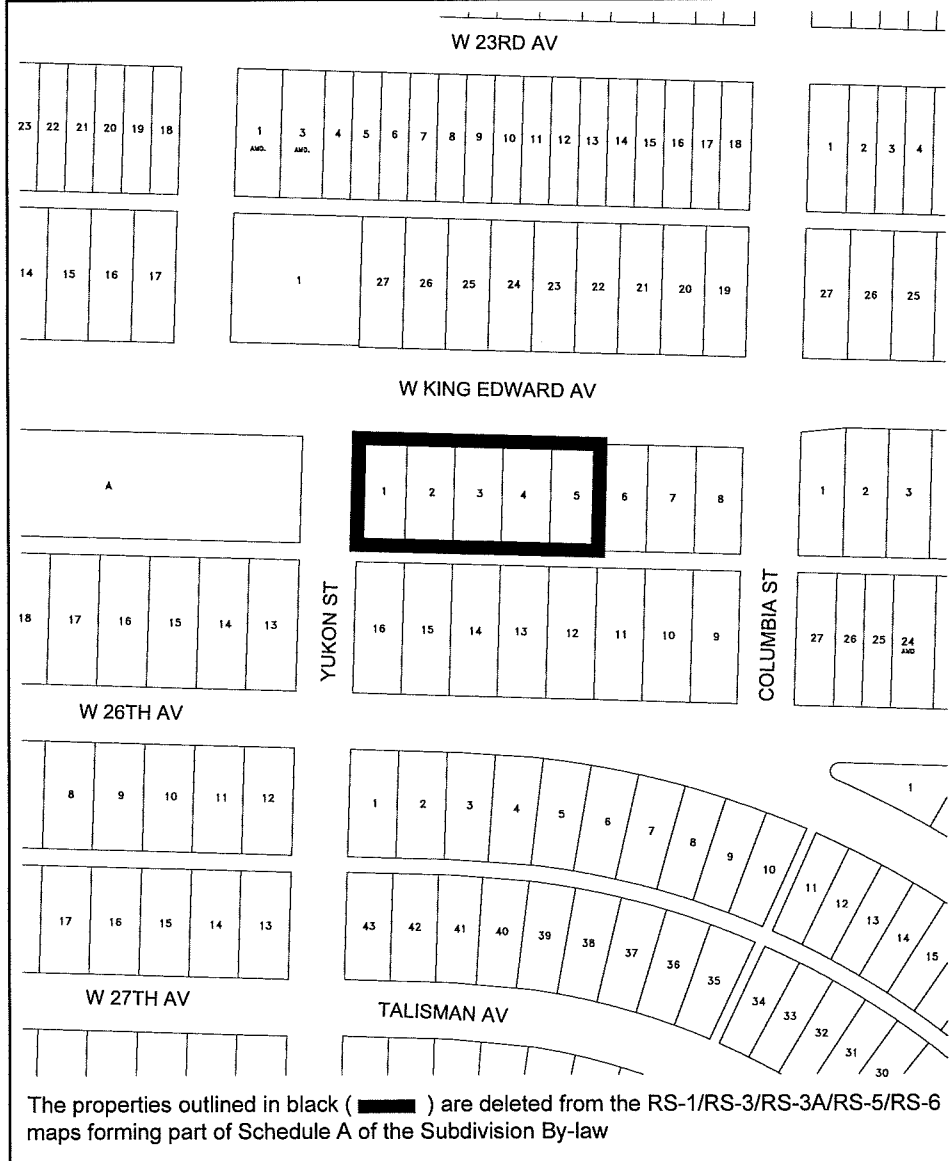 W 23RD AV
23 22 21 20 19 18
1 AMD. 3 AMD. 4 5 6 7 8 9 10 11 12 13 14 15 16 17 18
1 2 3 4
14 15 16 17
1 27 26 25 24 23 22 21 20 19
27 26 25
W KING EDWARD AV
A
1 2 3 4 5 6 7 8
1 2 3
YUKON ST
COLUMBIA ST
18 17 16 15 14 13
16 15 14 13 12 11 10 9
27 26 25 24 AMD
W 26TH AV
8 9 10 11 12
1 2 3 4 5 6 7 8 9 10
11 12 13 14 15
1
17 16 15 14 13
43 42 41 40 39 38 37 36 35
34 33 32 31 30
W 27TH AV
TALISMAN AV
The properties outlined in black ( ) are deleted from the RS-1/RS-3/RS-3A/RS-5/RS-6
maps forming part of Schedule A of the Subdivision By-law